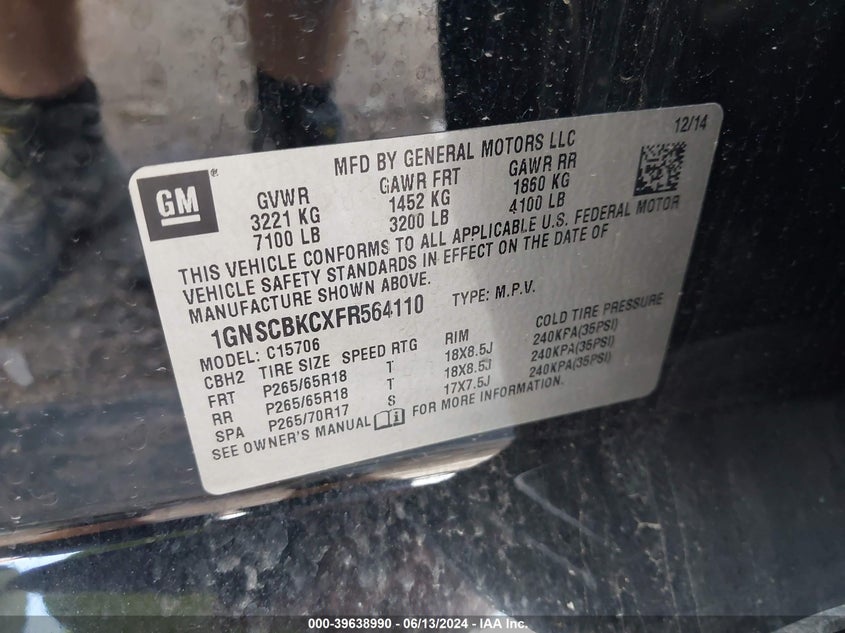 12/14
MFD BY GENERAL MOTORS LLC
GM
GVWR GAWR FRT GAWR RR
3221 KG 1452 KG 1860 KG
7100 LB 3200 LB 4100 LB
THIS VEHICLE CONFORMS TO ALL APPLICABLE U.S. FEDERAL MOTOR
VEHICLE SAFETY STANDARDS IN EFFECT ON THE DATE OF
MANUFACTURE SHOWN ABOVE.
1GNSCBKCXFR564110 TYPE: M.P.V.
MODEL: C15706
CBH2 TIRE SIZE SPEED RTG RIM COLD TIRE PRESSURE
FRT P265/65R18 T 18X8.5J 240KPA(35PSI)
RR P265/65R18 T 18X8.5J 240KPA(35PSI)
SPA P265/70R17 S 17X7.5J 240KPA(35PSI)
SEE OWNER'S MANUAL FOR MORE INFORMATION.
000-39638990 - 06/13/2024 - IAA Inc.